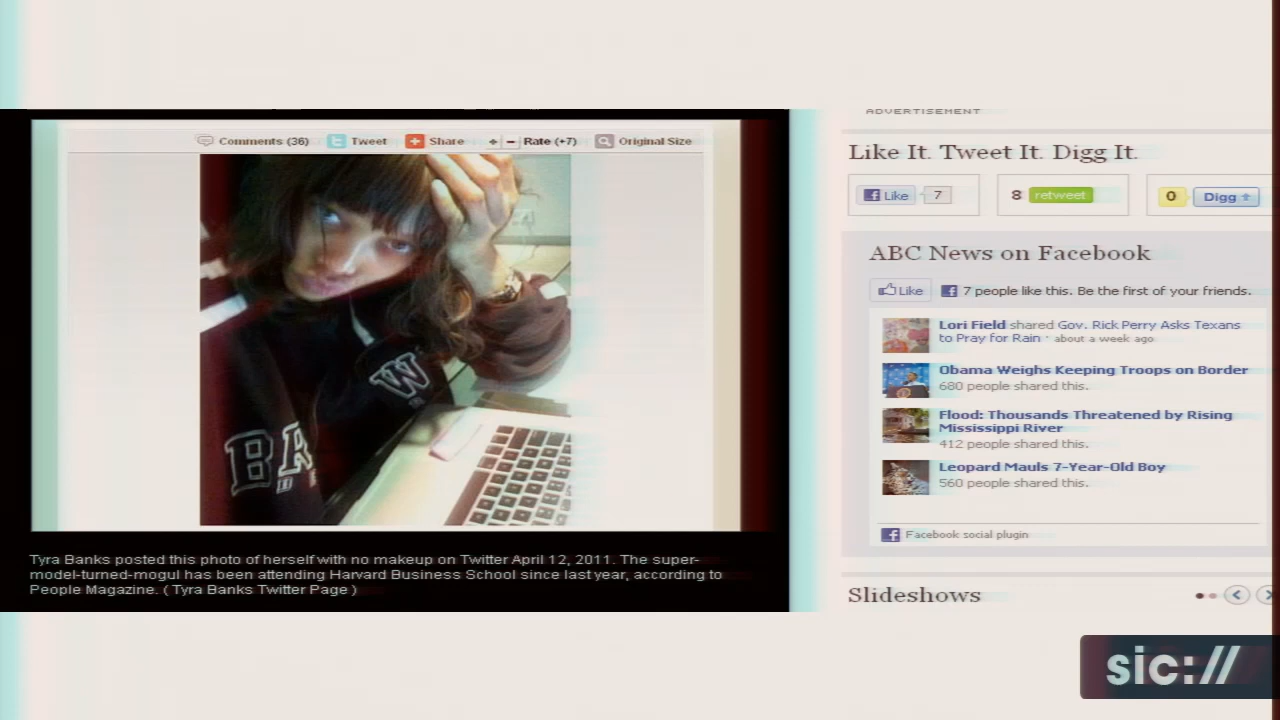 ADVERTISEMENT
Comments (36) Tweet Share + − Rate (+7) Original Size
Like It. Tweet It. Digg It.
Like 7 8 retweet 0 Digg
W
BA
ABC News on Facebook
Like 7 people like this. Be the first of your friends.
Lori Field shared Gov. Rick Perry Asks Texans
to Pray for Rain · about a week ago
Obama Weighs Keeping Troops on Border
680 people shared this.
Flood: Thousands Threatened by Rising
Mississippi River
412 people shared this.
Leopard Mauls 7-Year-Old Boy
560 people shared this.
Facebook social plugin
Tyra Banks posted this photo of herself with no makeup on Twitter April 12, 2011. The super-
model-turned-mogul has been attending Harvard Business School since last year, according to
People Magazine. ( Tyra Banks Twitter Page )
Slideshows
sic://